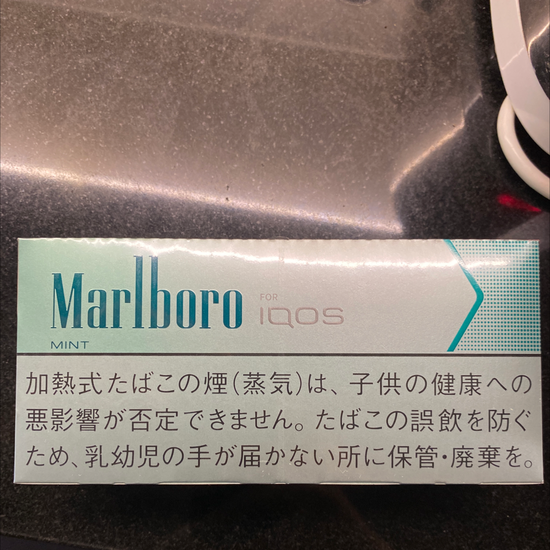 Marlboro FOR IQOS
MINT
加熱式たばこの煙(蒸気)は、子供の健康への
悪影響が否定できません。たばこの誤飲を防ぐ
ため、乳幼児の手が届かない所に保管・廃棄を。